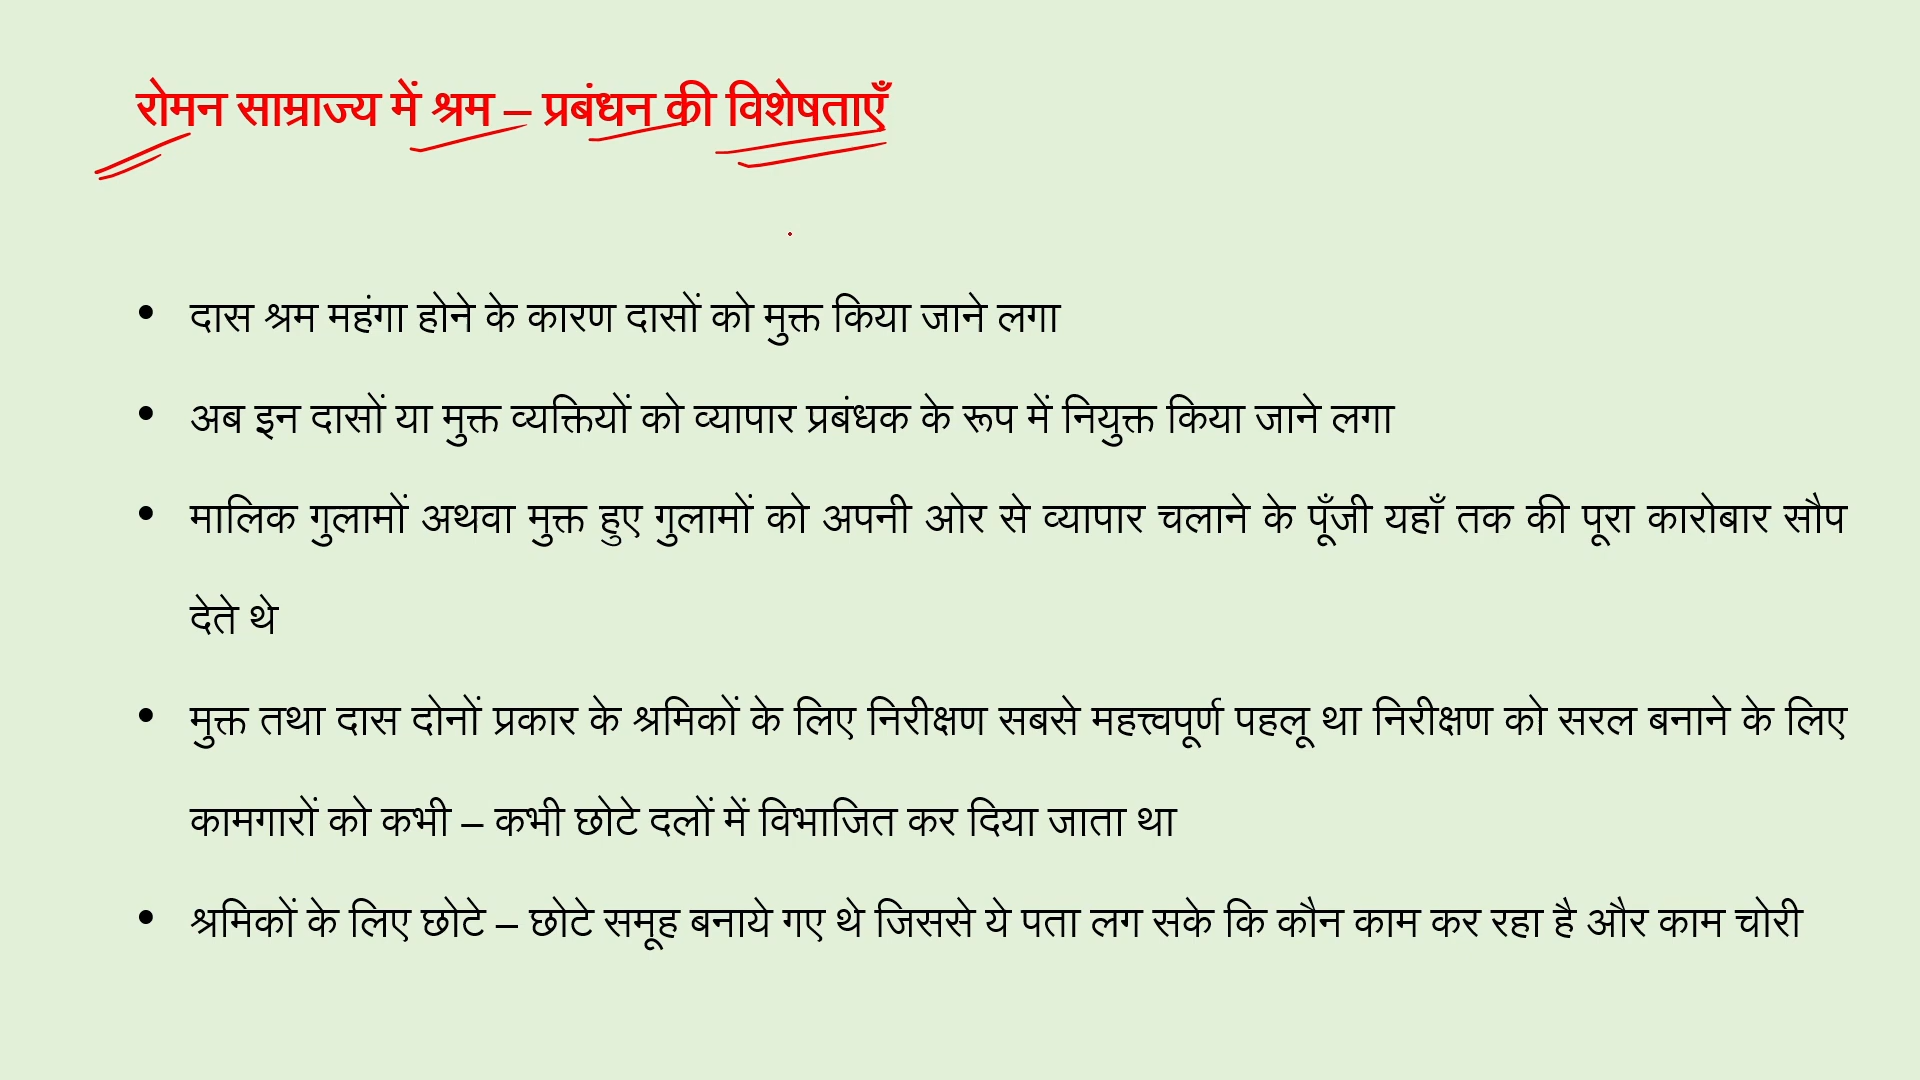 रोमन साम्राज्य में श्रम – प्रबंधन की विशेषताएँ
• दास श्रम महंगा होने के कारण दासों को मुक्त किया जाने लगा
• अब इन दासों या मुक्त व्यक्तियों को व्यापार प्रबंधक के रूप में नियुक्त किया जाने लगा
• मालिक गुलामों अथवा मुक्त हुए गुलामों को अपनी ओर से व्यापार चलाने के पूँजी यहाँ तक की पूरा कारोबार सौप
देते थे
• मुक्त तथा दास दोनों प्रकार के श्रमिकों के लिए निरीक्षण सबसे महत्त्वपूर्ण पहलू था निरीक्षण को सरल बनाने के लिए
कामगारों को कभी – कभी छोटे दलों में विभाजित कर दिया जाता था
• श्रमिकों के लिए छोटे – छोटे समूह बनाये गए थे जिससे ये पता लग सके कि कौन काम कर रहा है और काम चोरी